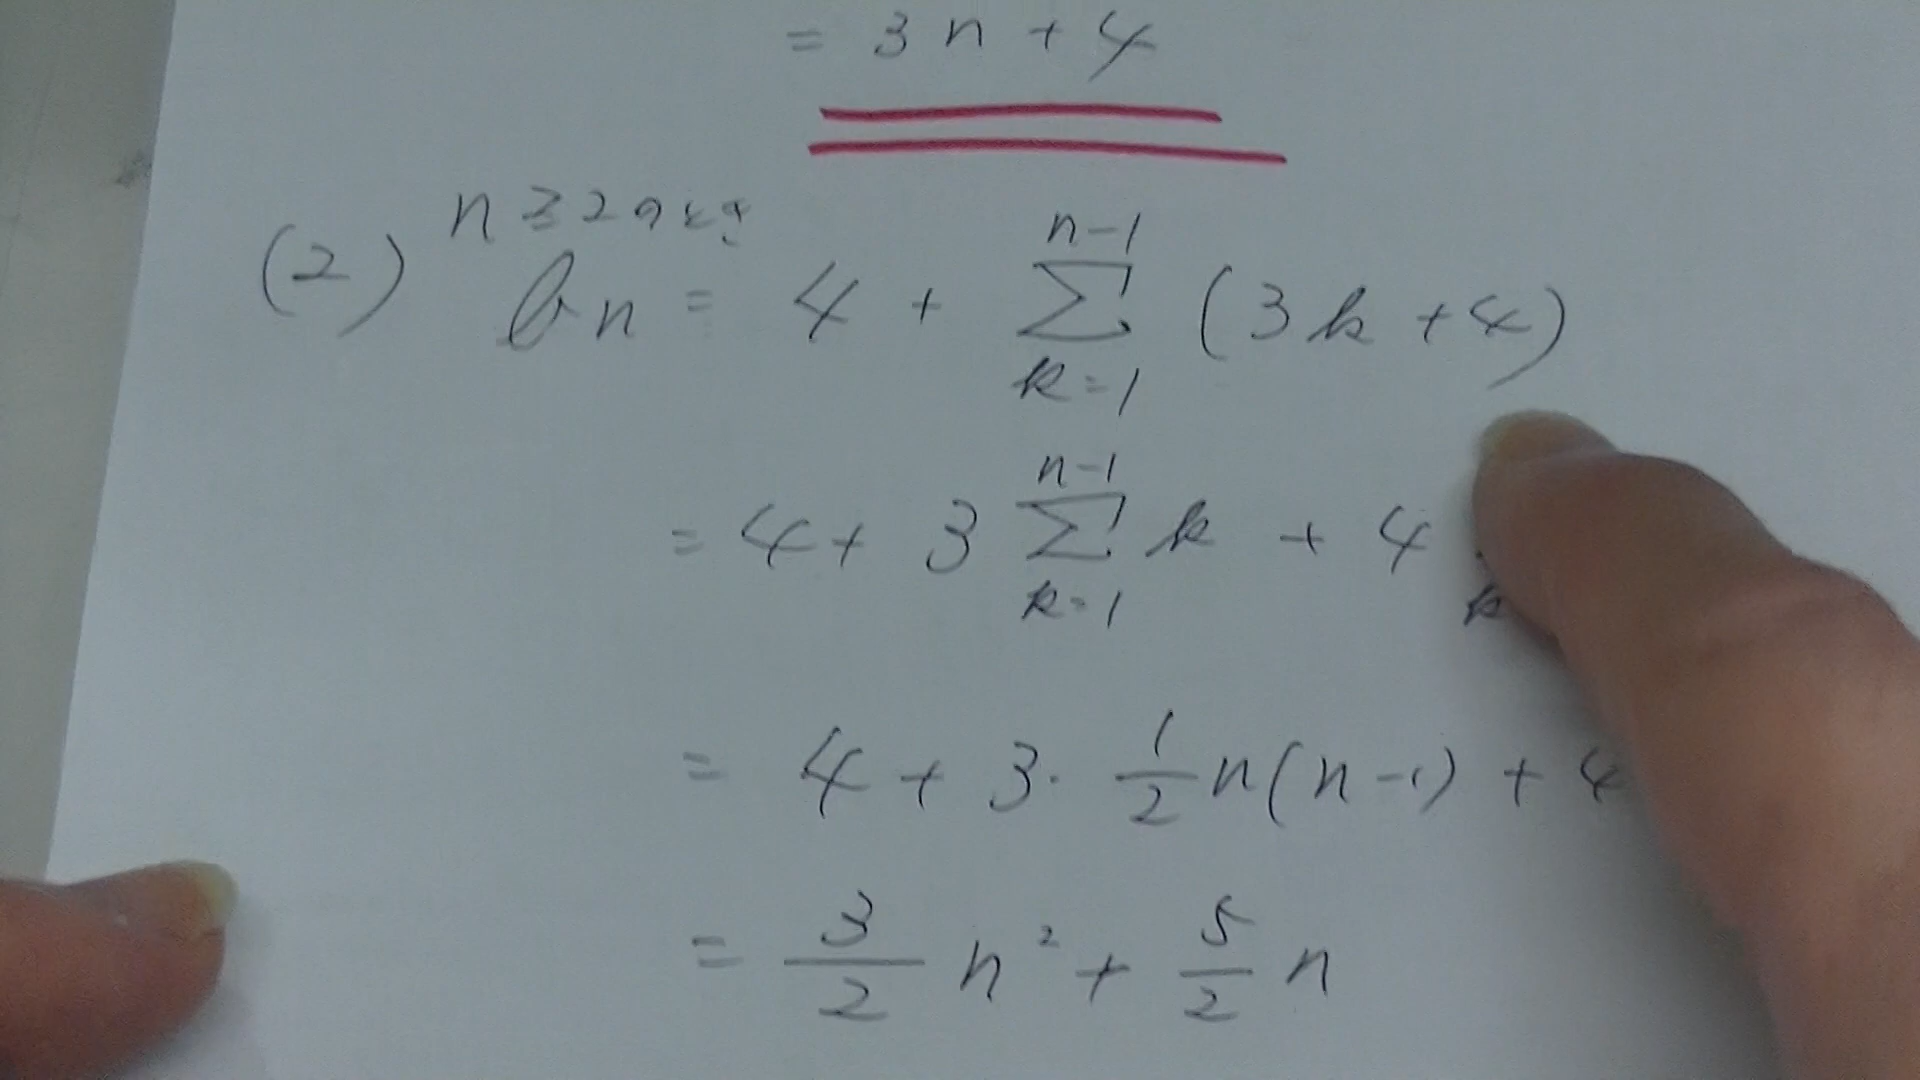 = 3n + 4
(2) n≧2のとき
bn = 4 + Σ[k=1→n-1] (3k + 4)
= 4 + 3 Σ[k=1→n-1] k + 4
= 4 + 3・1/2 n(n-1) + 4
= 3/2 n² + 5/2 n